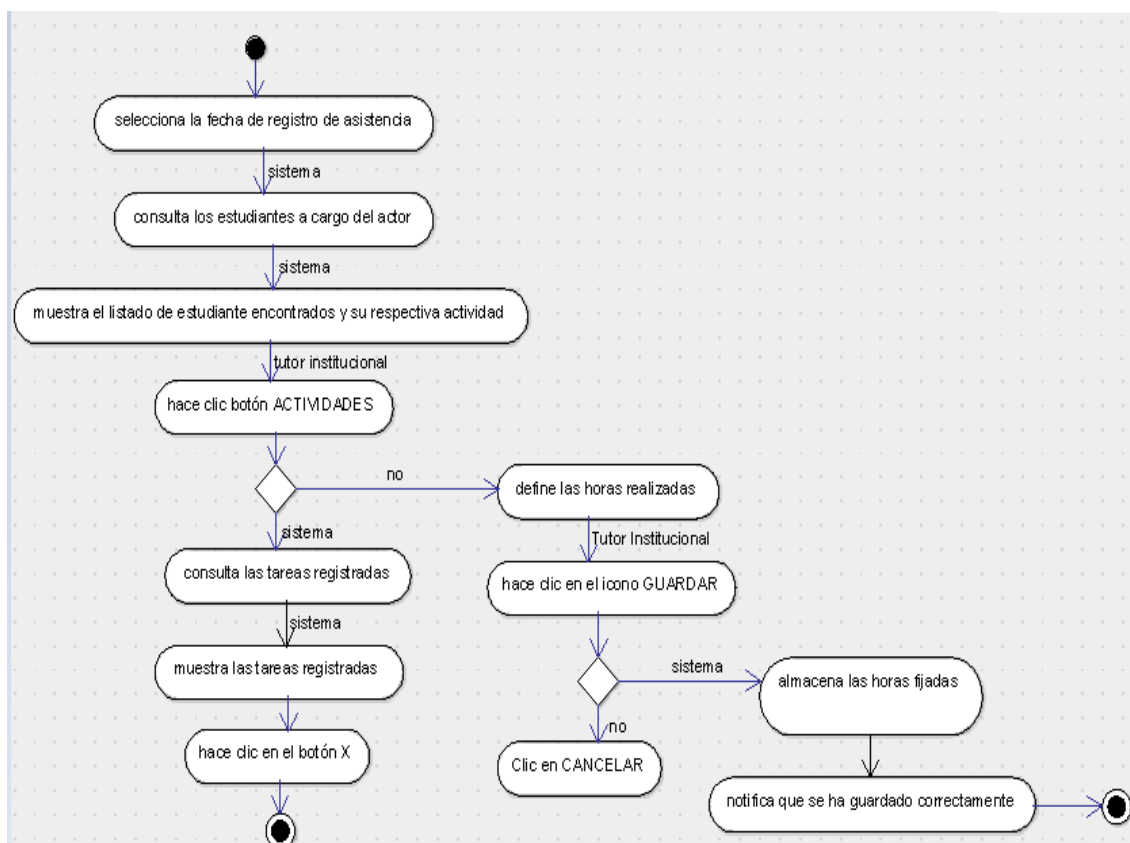 selecciona la fecha de registro de asistencia
sistema
consulta los estudiantes a cargo del actor
sistema
muestra el listado de estudiante encontrados y su respectiva actividad
tutor institucional
hace clic botón ACTIVIDADES
no
define las horas realizadas
sistema
Tutor Institucional
consulta las tareas registradas
hace clic en el icono GUARDAR
sistema
muestra las tareas registradas
sistema
almacena las horas fijadas
no
hace clic en el botón X
Clic en CANCELAR
notifica que se ha guardado correctamente